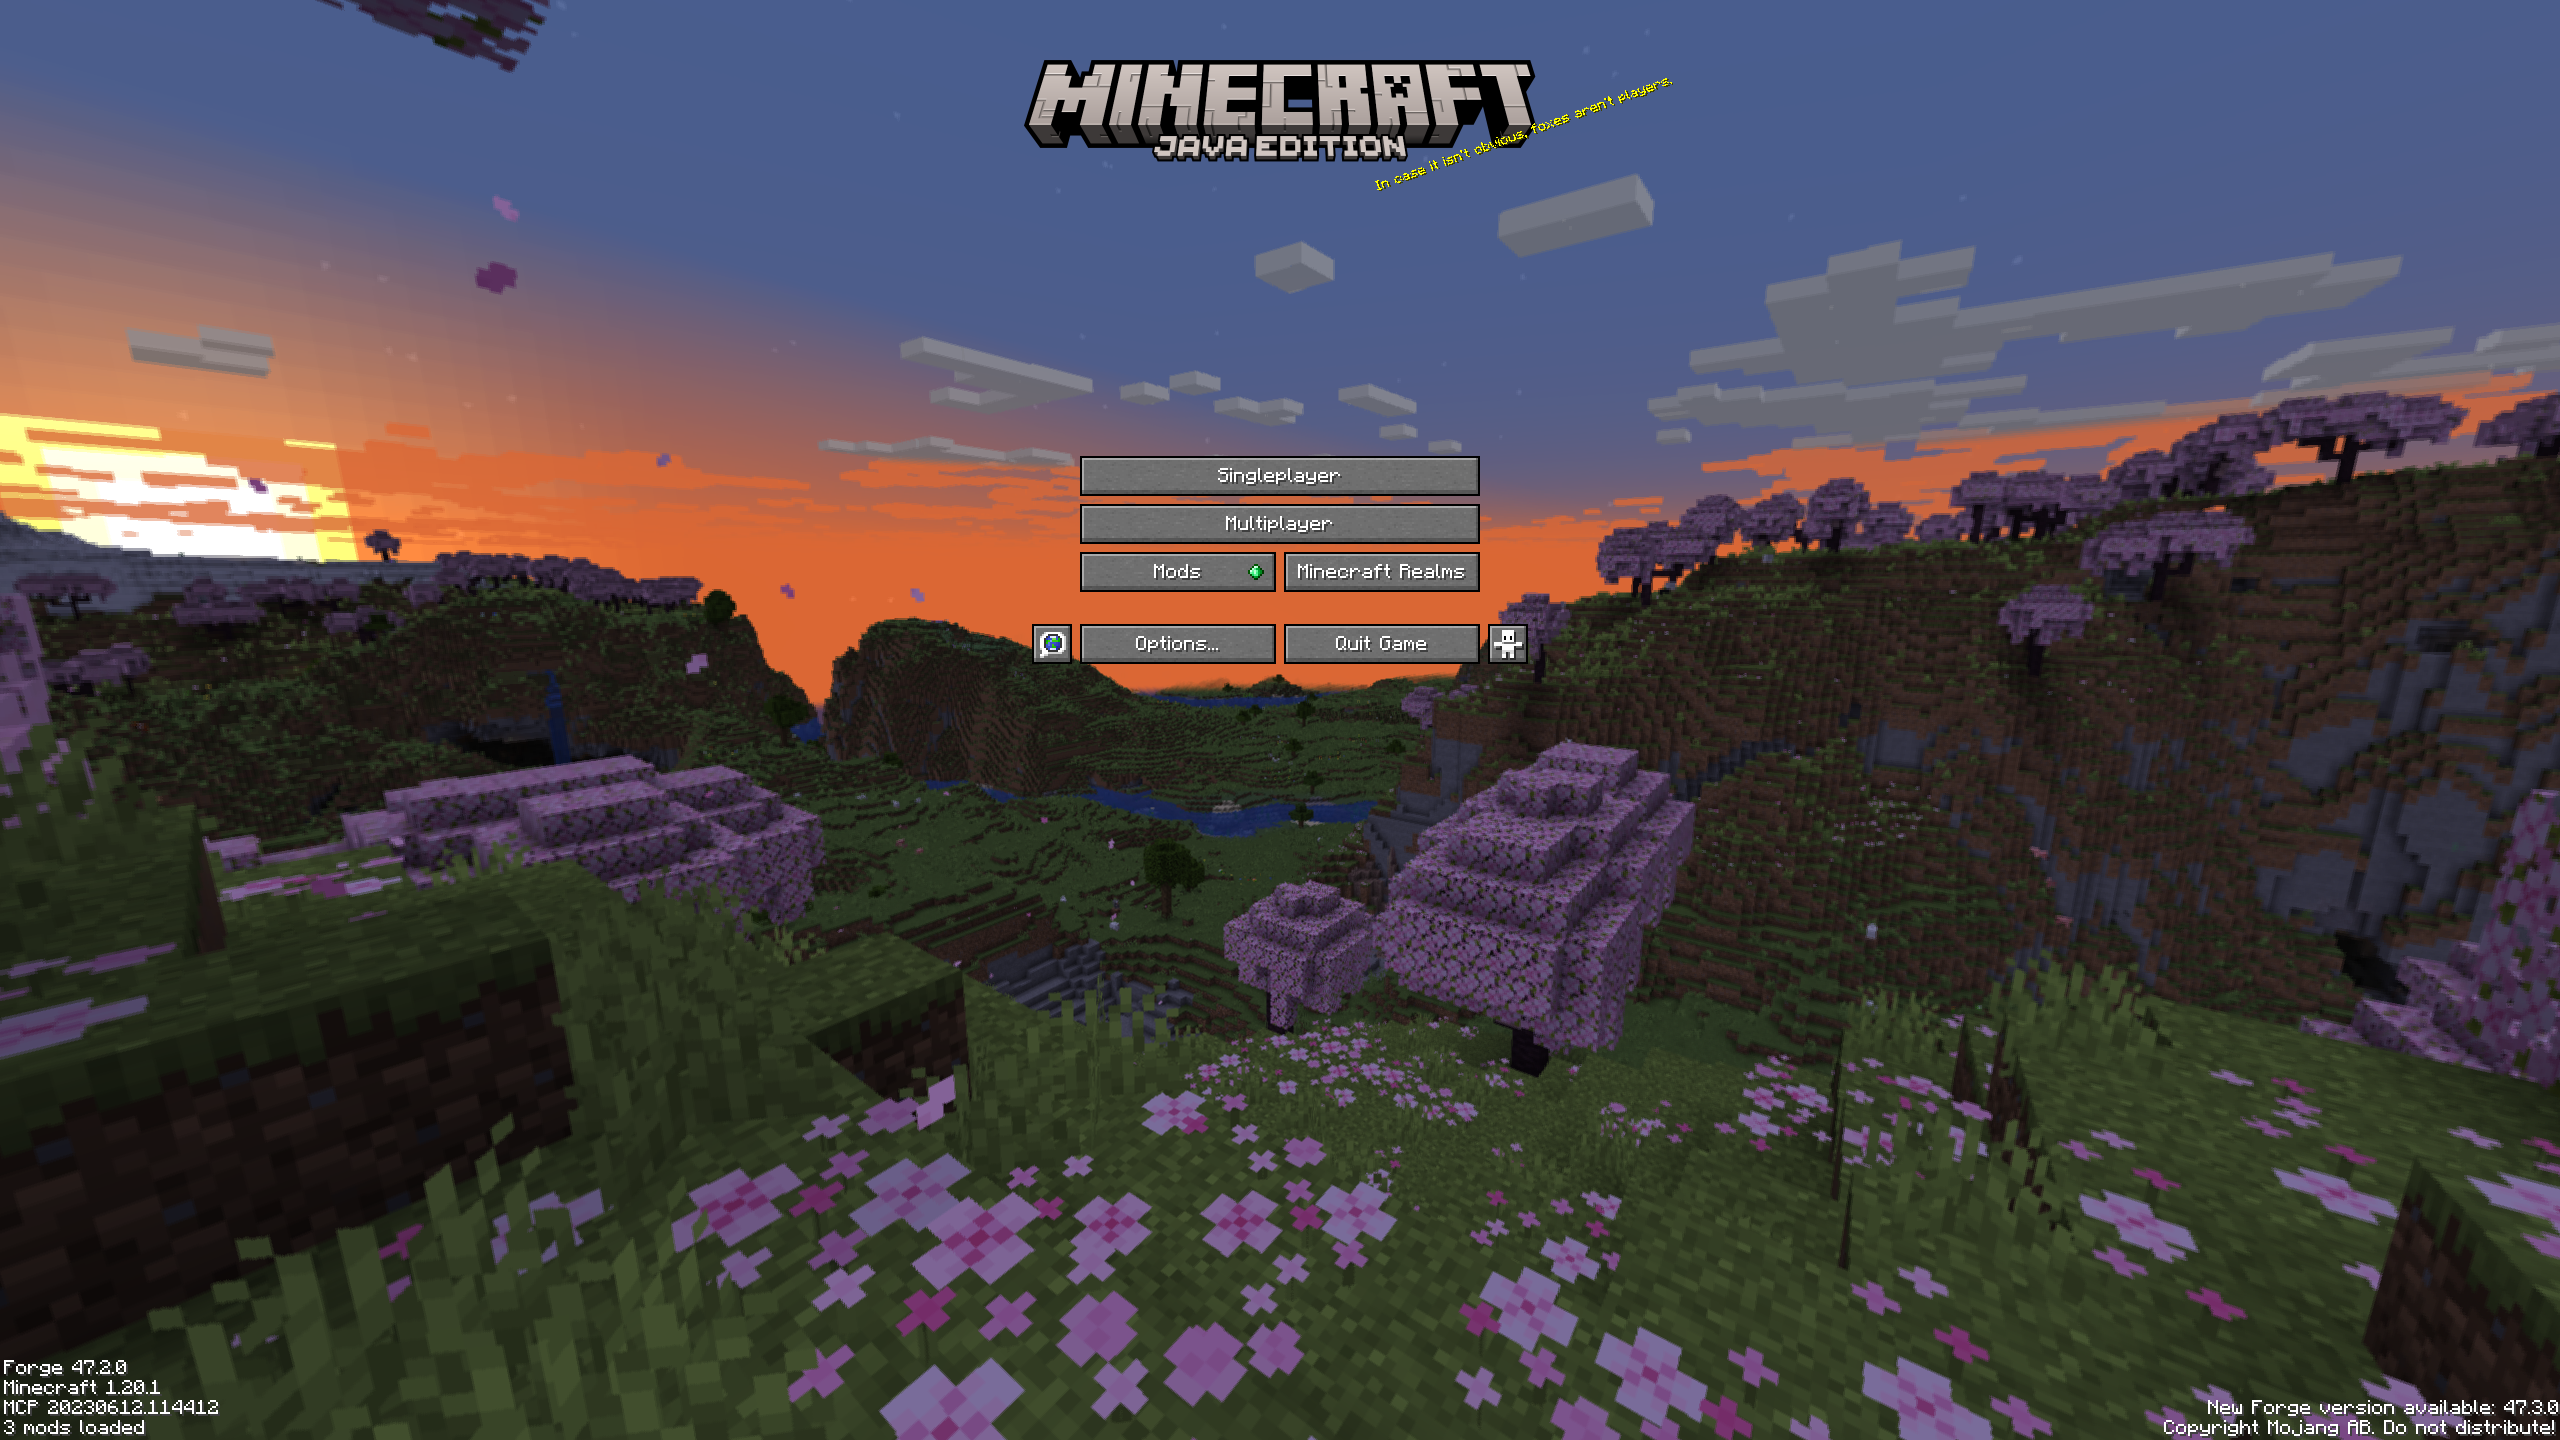 MINECRAFT
JAVA EDITION
In case it isn't obvious, foxes aren't players.
Singleplayer
Multiplayer
Mods
Minecraft Realms
Options...
Quit Game
Forge 47.2.0
Minecraft 1.20.1
MCP 20230612.114412
3 mods loaded
New Forge version available: 47.3.0
Copyright Mojang AB. Do not distribute!